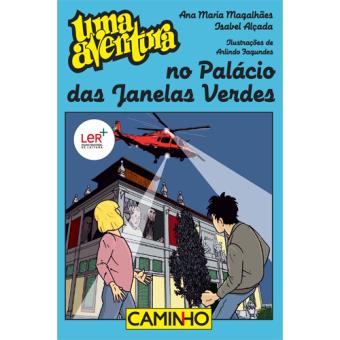 uma
aventura
Ana Maria Magalhães
Isabel Alçada
Ilustrações de
Arlindo Fagundes
no Palácio
das Janelas Verdes
LER+
CAMINHO